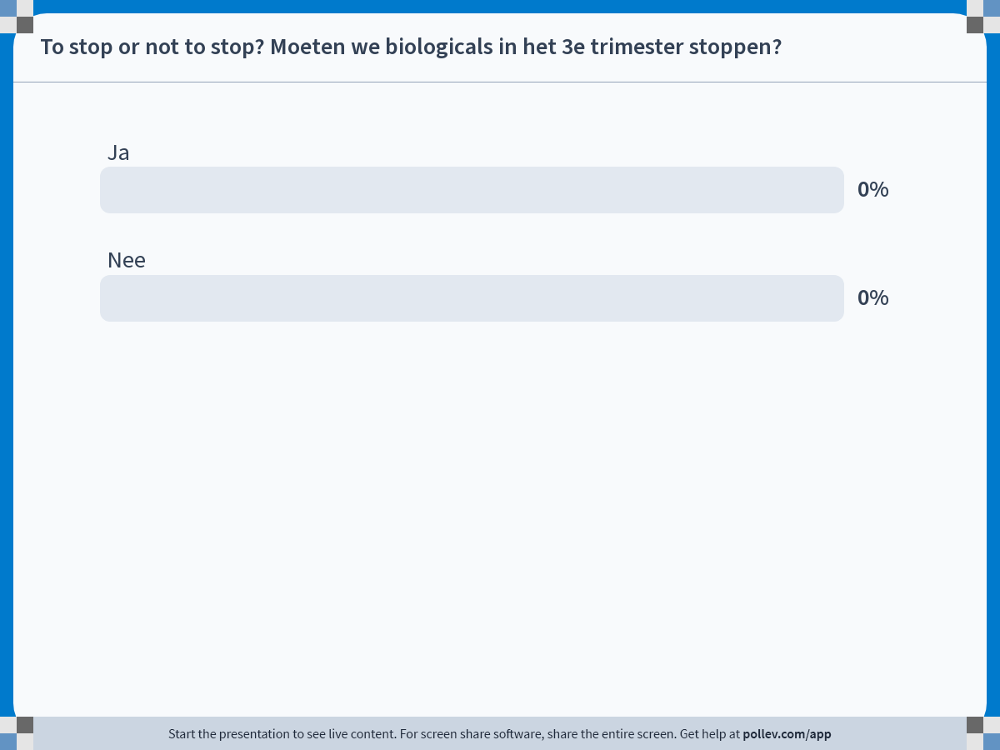 To stop or not to stop? Moeten we biologicals in het 3e trimester stoppen?
Ja
0%
Nee
0%
Start the presentation to see live content. For screen share software, share the entire screen. Get help at pollev.com/app